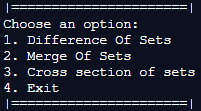 |=======================|
Choose an option:
1. Difference Of Sets
2. Merge Of Sets
3. Cross section of sets
4. Exit
|=======================|